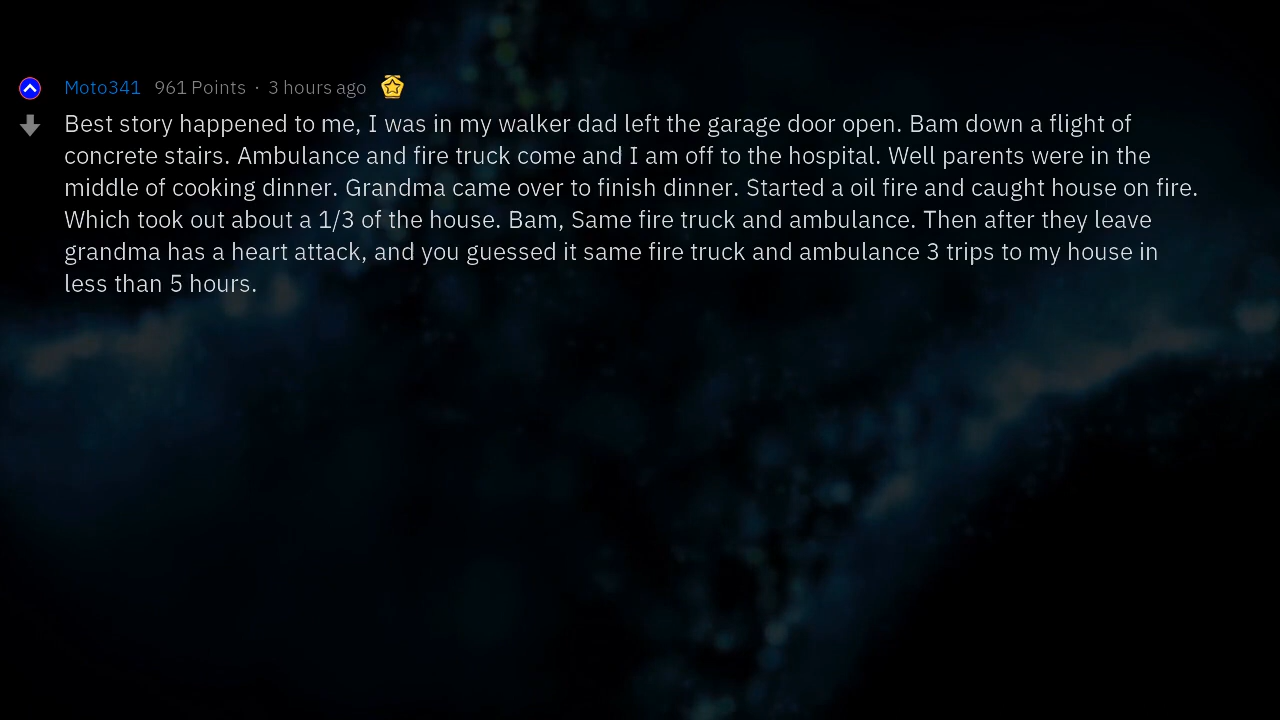 Moto341 961 Points · 3 hours ago
Best story happened to me, I was in my walker dad left the garage door open. Bam down a flight of
concrete stairs. Ambulance and fire truck come and I am off to the hospital. Well parents were in the
middle of cooking dinner. Grandma came over to finish dinner. Started a oil fire and caught house on fire.
Which took out about a 1/3 of the house. Bam, Same fire truck and ambulance. Then after they leave
grandma has a heart attack, and you guessed it same fire truck and ambulance 3 trips to my house in
less than 5 hours.